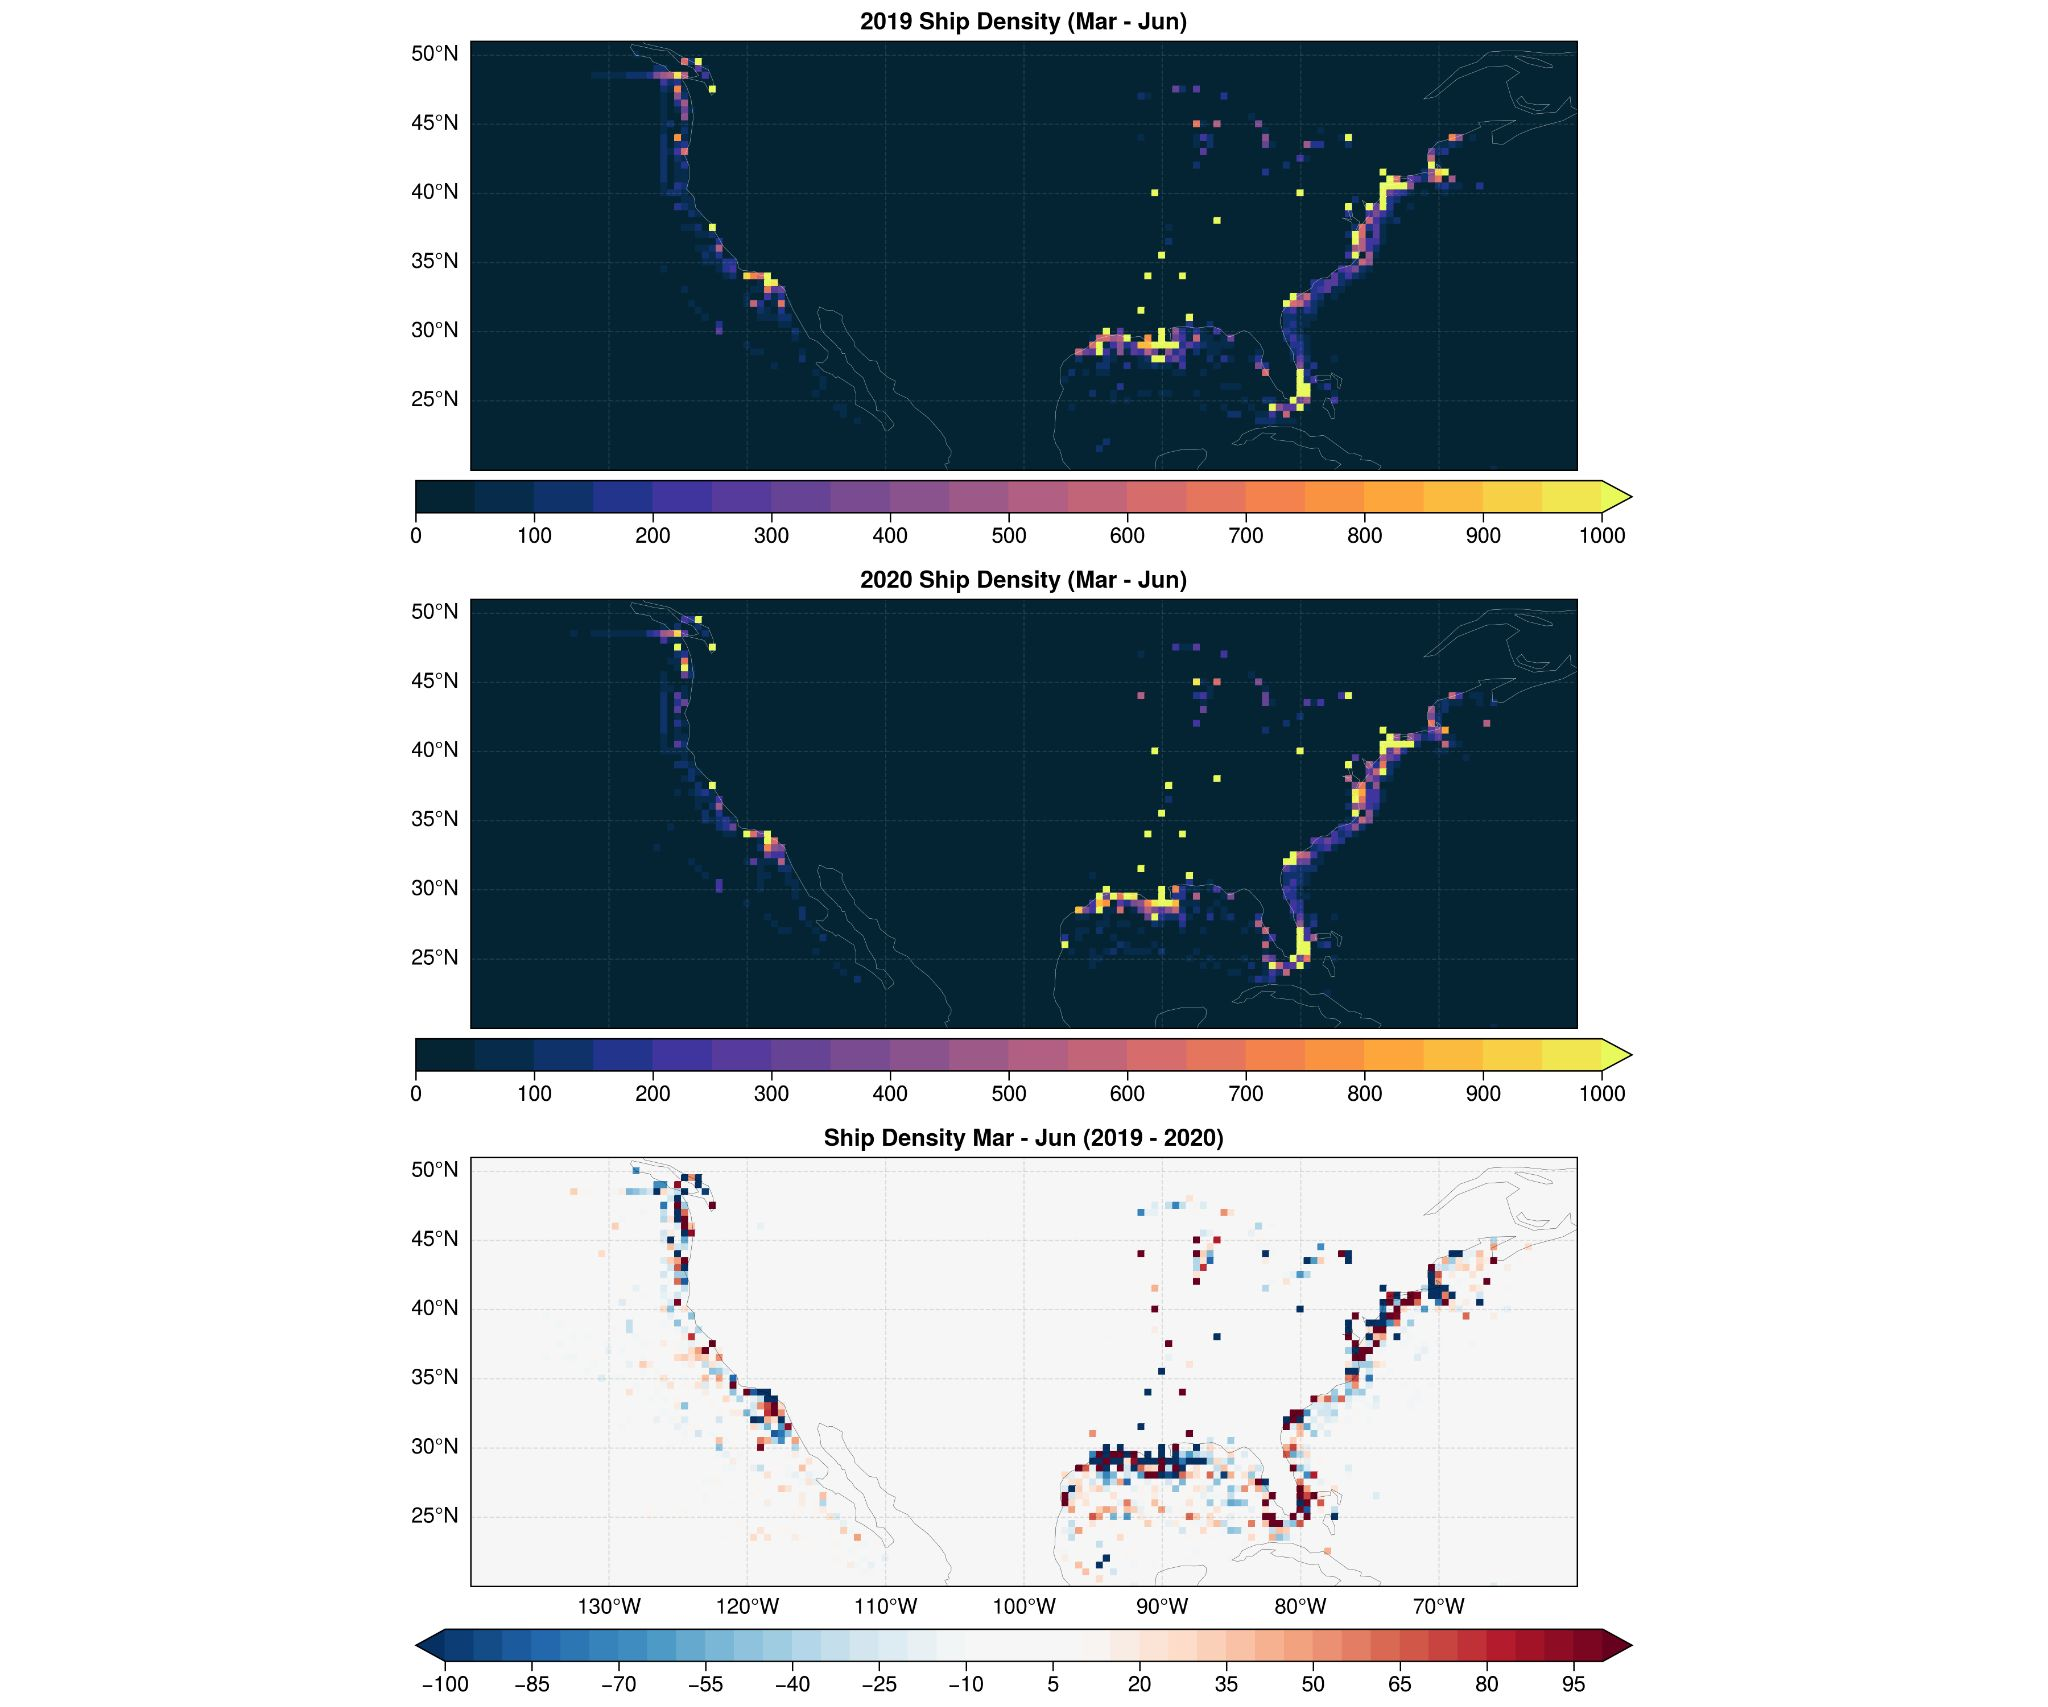 2019 Ship Density (Mar - Jun)
50°N
45°N
40°N
35°N
30°N
25°N
0 100 200 300 400 500 600 700 800 900 1000
2020 Ship Density (Mar - Jun)
50°N
45°N
40°N
35°N
30°N
25°N
0 100 200 300 400 500 600 700 800 900 1000
Ship Density Mar - Jun (2019 - 2020)
50°N
45°N
40°N
35°N
30°N
25°N
130°W 120°W 110°W 100°W 90°W 80°W 70°W
−100 −85 −70 −55 −40 −25 −10 5 20 35 50 65 80 95